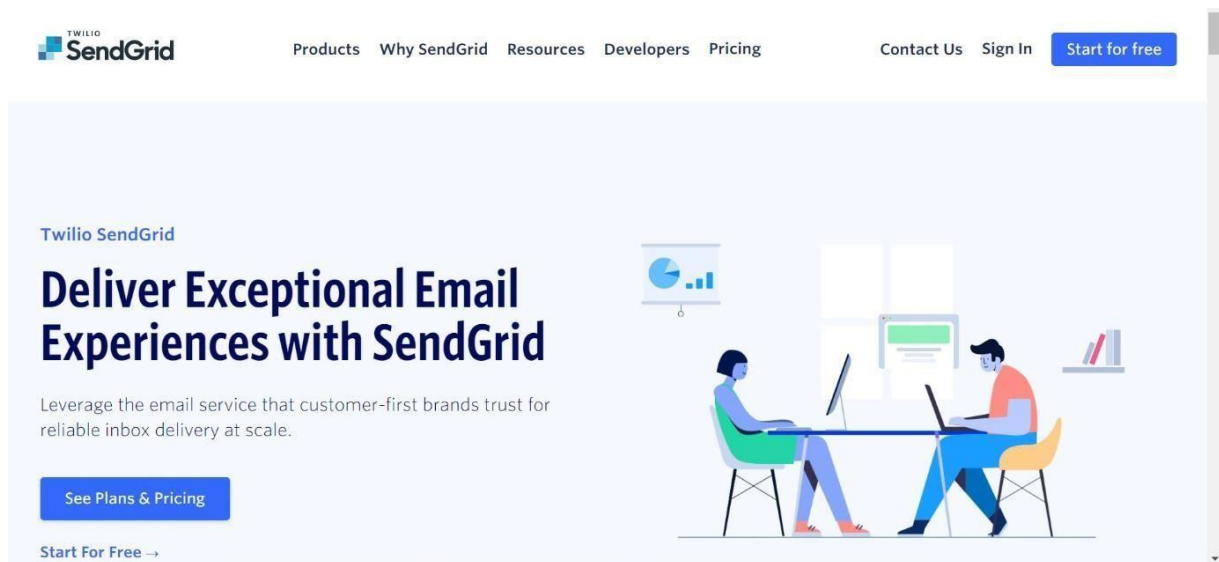 TWILIO
SendGrid
Products Why SendGrid Resources Developers Pricing Contact Us Sign In Start for free
Twilio SendGrid
Deliver Exceptional Email
Experiences with SendGrid
Leverage the email service that customer-first brands trust for
reliable inbox delivery at scale.
See Plans & Pricing
Start For Free →